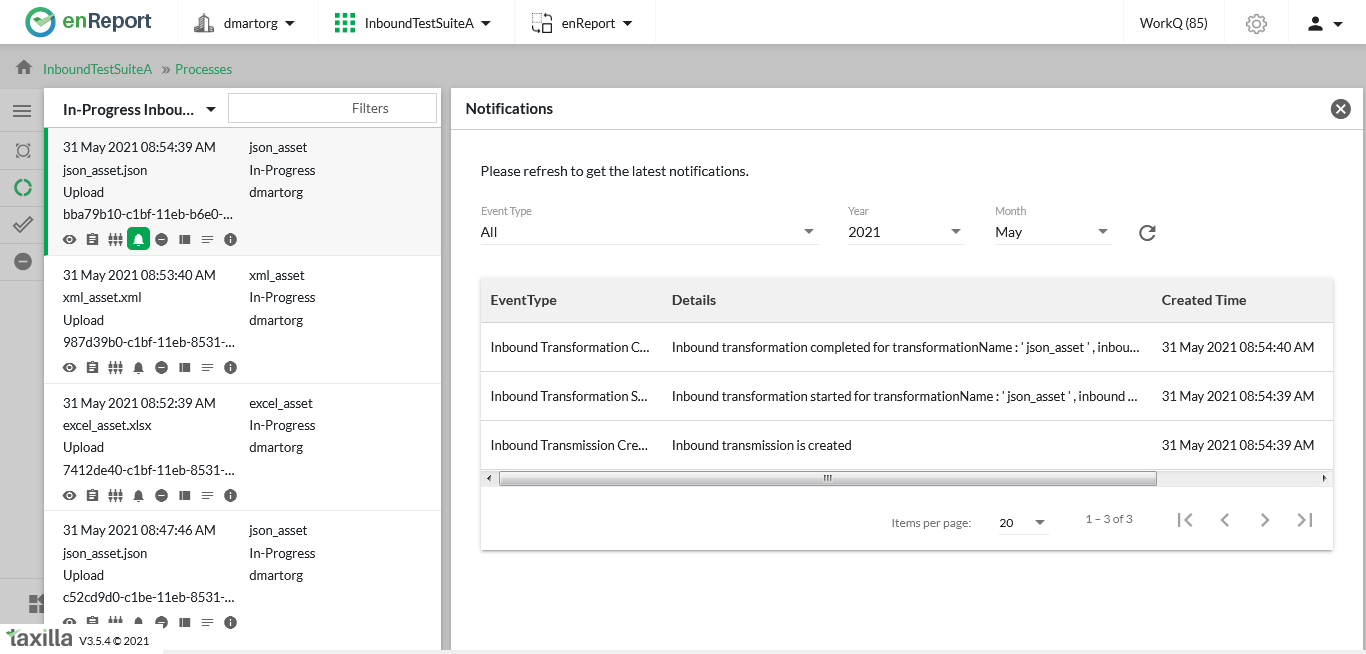 enReport dmartorg InboundTestSuiteA enReport WorkQ (85)
InboundTestSuiteA » Processes
In-Progress Inbou... Filters
31 May 2021 08:54:39 AM json_asset
json_asset.json In-Progress
Upload dmartorg
bba79b10-c1bf-11eb-b6e0-...
31 May 2021 08:53:40 AM xml_asset
xml_asset.xml In-Progress
Upload dmartorg
987d39b0-c1bf-11eb-8531-...
31 May 2021 08:52:39 AM excel_asset
excel_asset.xlsx In-Progress
Upload dmartorg
7412de40-c1bf-11eb-8531-...
31 May 2021 08:47:46 AM json_asset
json_asset.json In-Progress
Upload dmartorg
c52cd9d0-c1be-11eb-8531-...
Notifications
Please refresh to get the latest notifications.
Event Type Year Month
All 2021 May
EventType Details Created Time
Inbound Transformation C... Inbound transformation completed for transformationName : ' json_asset ' , inbou... 31 May 2021 08:54:40 AM
Inbound Transformation S... Inbound transformation started for transformationName : ' json_asset ' , inbound ... 31 May 2021 08:54:39 AM
Inbound Transmission Cre... Inbound transmission is created 31 May 2021 08:54:39 AM
Items per page: 20 1 – 3 of 3
taxilla V3.5.4 © 2021